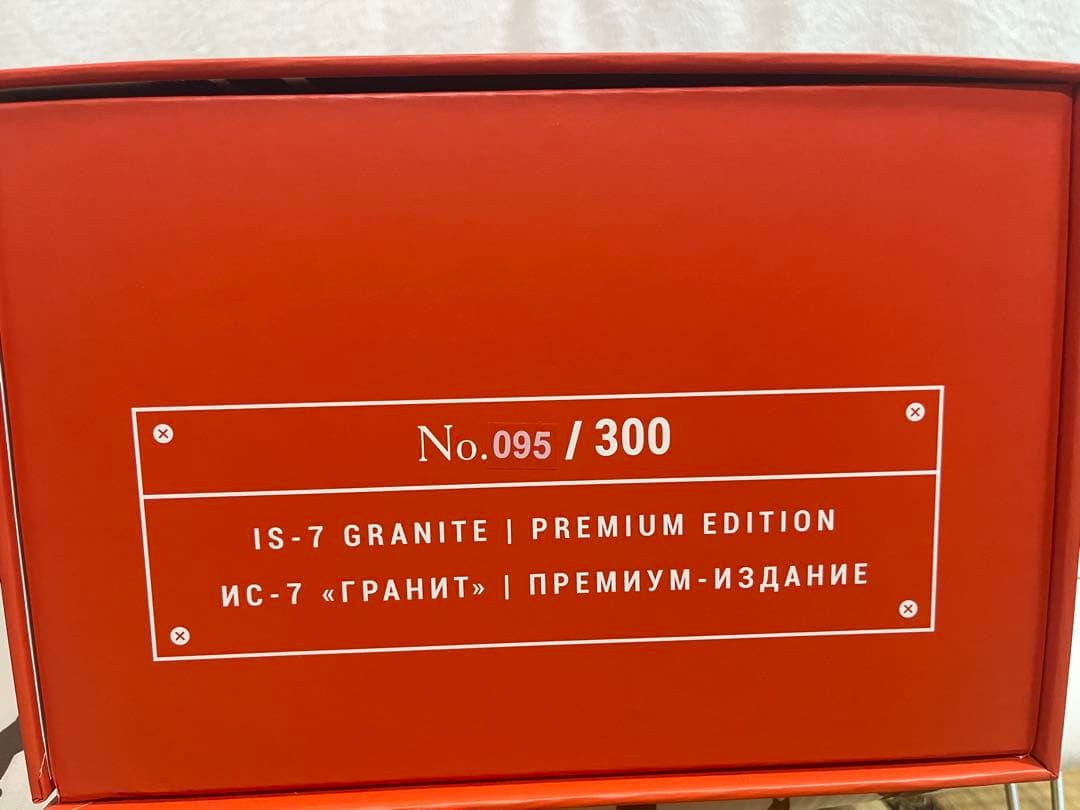 No. 095 / 300
IS-7 GRANITE | PREMIUM EDITION
ИС-7 «ГРАНИТ» | ПРЕМИУМ-ИЗДАНИЕ